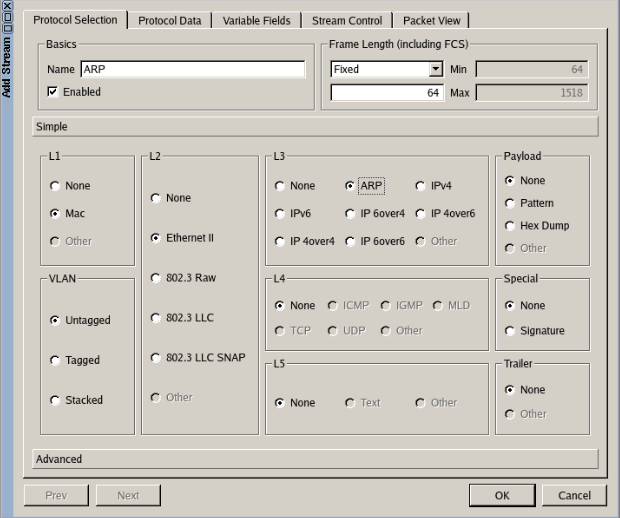 Add Stream
Protocol Selection Protocol Data Variable Fields Stream Control Packet View
Basics
Name ARP
Enabled
Frame Length (including FCS)
Fixed Min 64
64 Max 1518
Simple
L1
None
Mac
Other
VLAN
Untagged
Tagged
Stacked
L2
None
Ethernet II
802.3 Raw
802.3 LLC
802.3 LLC SNAP
Other
L3
None ARP IPv4
IPv6 IP 6over4 IP 4over6
IP 4over4 IP 6over6 Other
L4
None ICMP IGMP MLD
TCP UDP Other
L5
None Text Other
Payload
None
Pattern
Hex Dump
Other
Special
None
Signature
Trailer
None
Other
Advanced
Prev Next OK Cancel